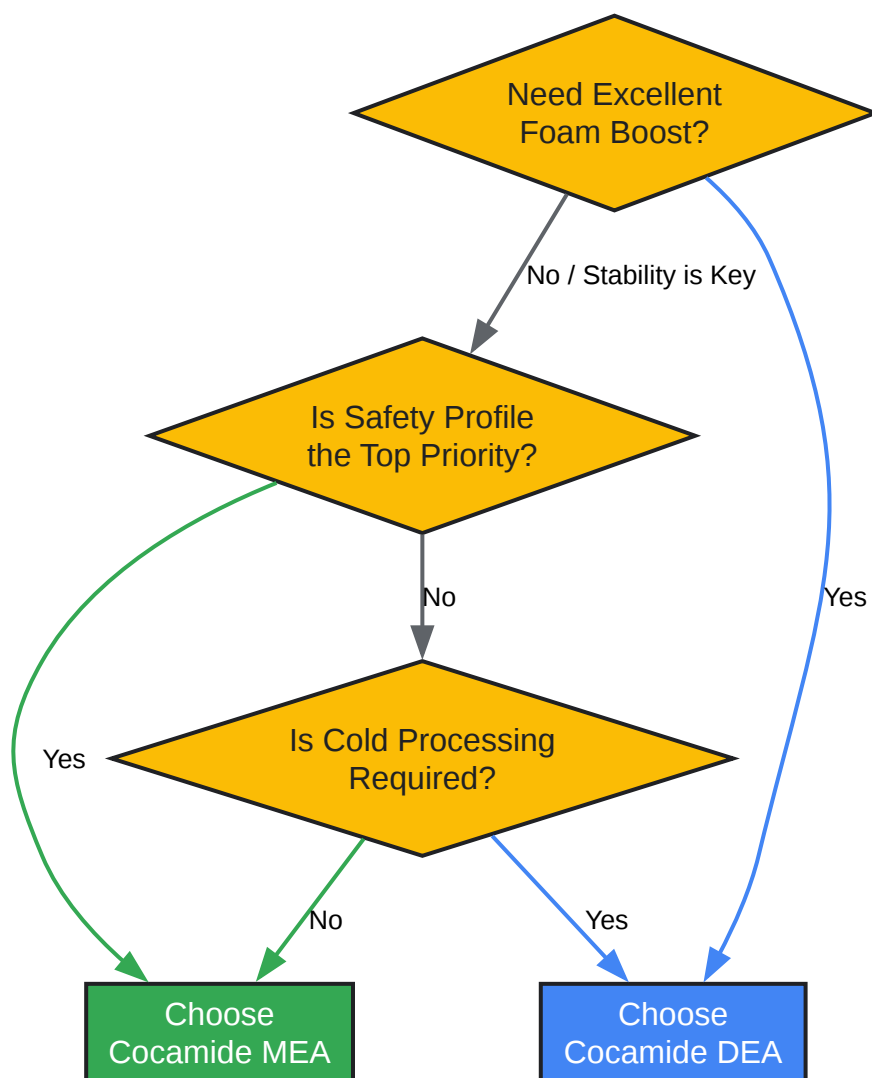 Need Excellent
Foam Boost?
No / Stability is Key
Is Safety Profile
the Top Priority?
No
Yes
Is Cold Processing
Required?
Yes
No
Yes
Choose
Cocamide MEA
Choose
Cocamide DEA